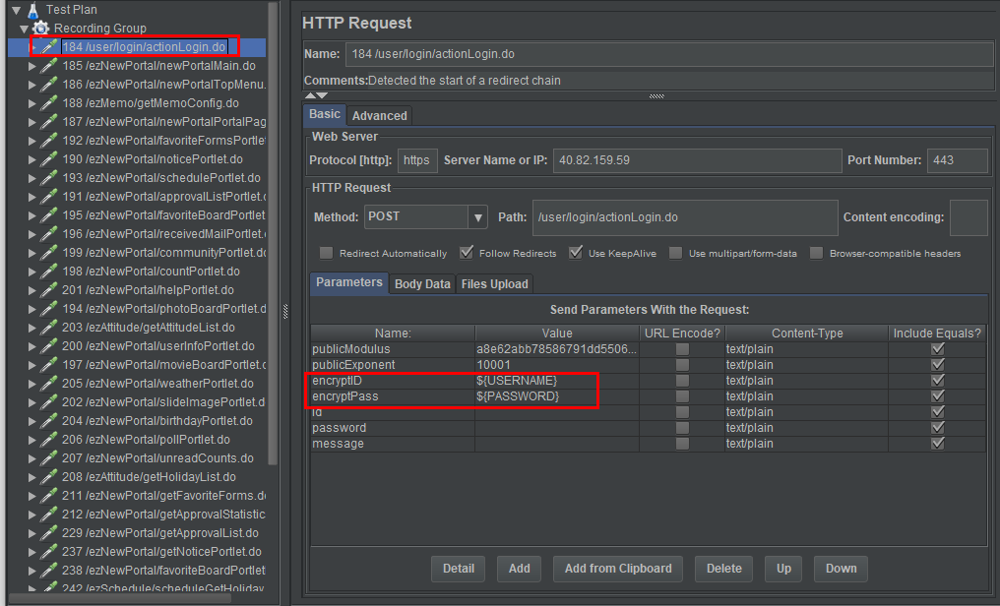 Test Plan
Recording Group
184 /user/login/actionLogin.do
185 /ezNewPortal/newPortalMain.do
186 /ezNewPortal/newPortalTopMenu.
188 /ezMemo/getMemoConfig.do
187 /ezNewPortal/newPortalPortalPag
192 /ezNewPortal/favoriteFormsPortlet
190 /ezNewPortal/noticePortlet.do
193 /ezNewPortal/schedulePortlet.do
191 /ezNewPortal/approvalListPortlet.do
195 /ezNewPortal/favoriteBoardPortlet
196 /ezNewPortal/receivedMailPortlet.
199 /ezNewPortal/communityPortlet.do
198 /ezNewPortal/countPortlet.do
201 /ezNewPortal/helpPortlet.do
194 /ezNewPortal/photoBoardPortlet.d
203 /ezAttitude/getAttitudeList.do
200 /ezNewPortal/userInfoPortlet.do
197 /ezNewPortal/movieBoardPortlet.d
205 /ezNewPortal/weatherPortlet.do
202 /ezNewPortal/slideImagePortlet.do
204 /ezNewPortal/birthdayPortlet.do
206 /ezNewPortal/pollPortlet.do
207 /ezNewPortal/unreadCounts.do
208 /ezAttitude/getHolidayList.do
211 /ezNewPortal/getFavoriteForms.do
212 /ezNewPortal/getApprovalStatistic
229 /ezNewPortal/getApprovalList.do
237 /ezNewPortal/getNoticePortlet.do
238 /ezNewPortal/favoriteBoardPortlet
242 /ezSchedule/scheduleGetHoliday
HTTP Request
Name: 184 /user/login/actionLogin.do
Comments: Detected the start of a redirect chain
Basic Advanced
Web Server
Protocol [http]: https Server Name or IP: 40.82.159.59 Port Number: 443
HTTP Request
Method: POST Path: /user/login/actionLogin.do Content encoding:
Redirect Automatically Follow Redirects Use KeepAlive Use multipart/form-data Browser-compatible headers
Parameters Body Data Files Upload
Send Parameters With the Request:
Name: Value URL Encode? Content-Type Include Equals?
publicModulus a8e62abb78586791dd5506... text/plain
publicExponent 10001 text/plain
encryptID ${USERNAME} text/plain
encryptPass ${PASSWORD} text/plain
id text/plain
password text/plain
message text/plain
Detail Add Add from Clipboard Delete Up Down